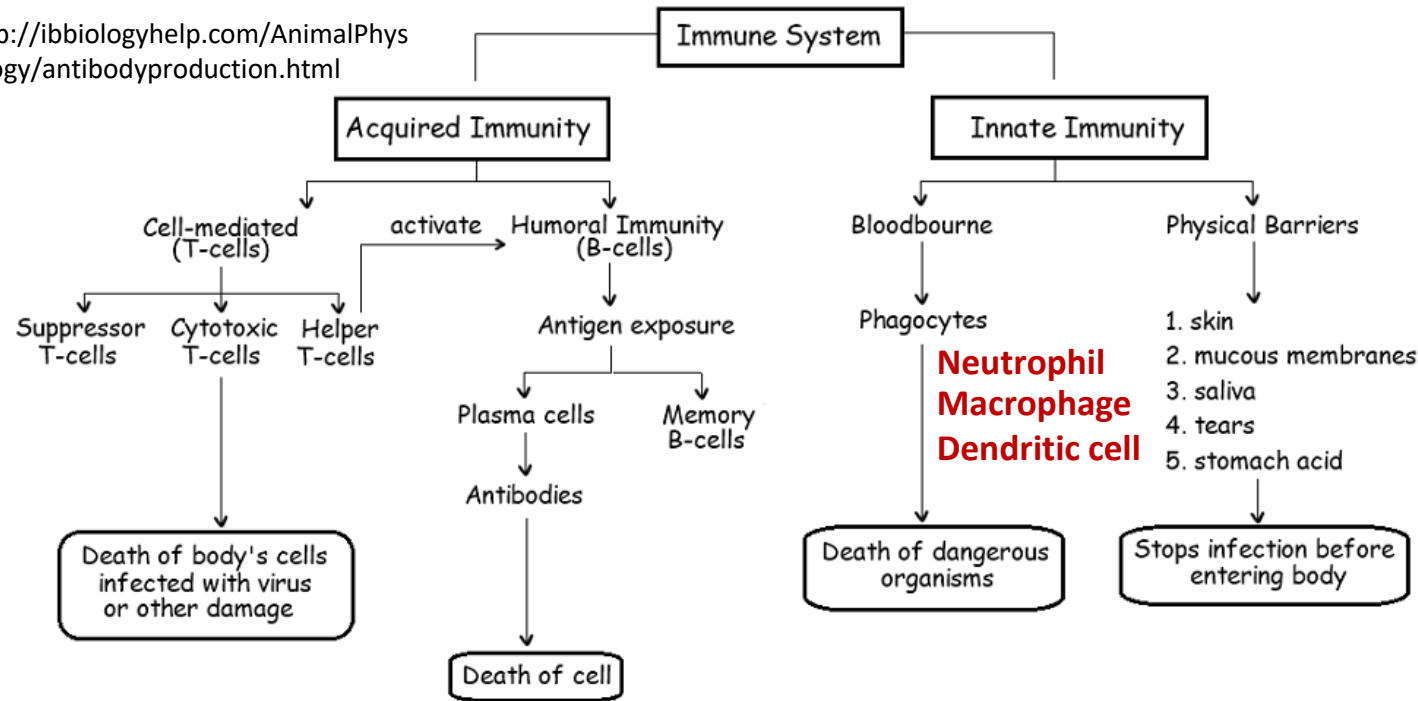 p://ibbiologyhelp.com/AnimalPhys
ogy/antibodyproduction.html
Immune System
Acquired Immunity
Innate Immunity
Cell-mediated
(T-cells)
activate
Humoral Immunity
(B-cells)
Bloodbourne
Physical Barriers
Suppressor
T-cells
Cytotoxic
T-cells
Helper
T-cells
Antigen exposure
Phagocytes
Neutrophil
Macrophage
Dendritic cell
1. skin
2. mucous membranes
3. saliva
4. tears
5. stomach acid
Plasma cells
Memory
B-cells
Antibodies
Death of body's cells
infected with virus
or other damage
Death of cell
Death of dangerous
organisms
Stops infection before
entering body